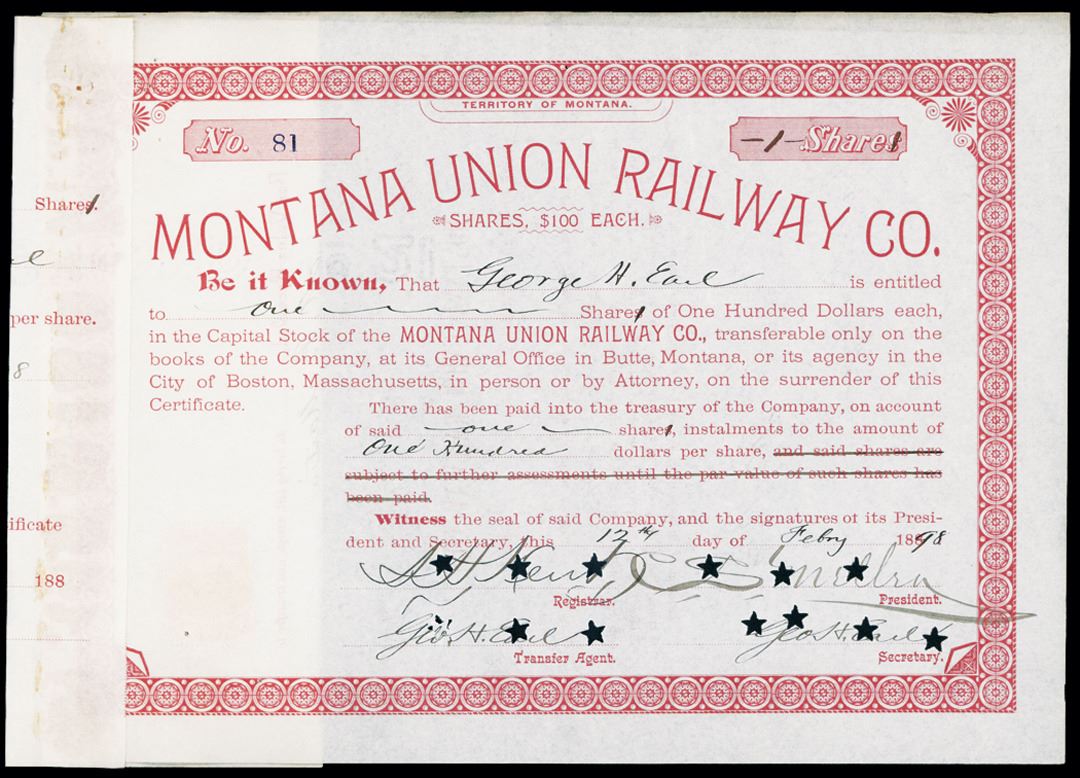 TERRITORY OF MONTANA.
No. 81
-1- Share
MONTANA UNION RAILWAY CO.
SHARES, $100 EACH.
Shares.
Be it Known, That George H. Earl is entitled
to one Share of One Hundred Dollars each,
per share.
in the Capital Stock of the MONTANA UNION RAILWAY CO., transferable only on the
books of the Company, at its General Office in Butte, Montana, or its agency in the
8
City of Boston, Massachusetts, in person or by Attorney, on the surrender of this
Certificate.
There has been paid into the treasury of the Company, on account
of said one share, instalments to the amount of
One Hundred dollars per share, and said shares are
subject to further assessments until the par value of such shares has
been paid.
ificate
Witness the seal of said Company, and the signatures of its Presi-
dent and Secretary, this 12th day of Febry 1898
188
Registrar.
President.
Geo H. Earl
Geo H. Earl
Transfer Agent.
Secretary.